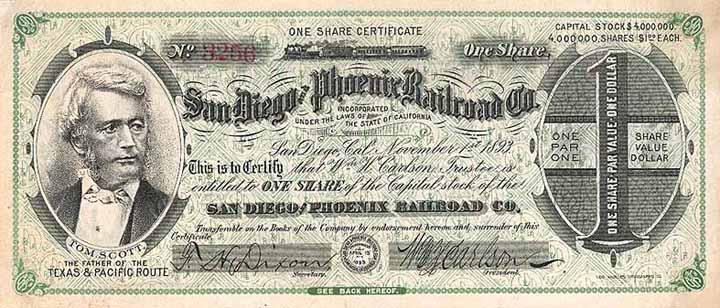 ONE SHARE CERTIFICATE
CAPITAL STOCK $4,000,000.
4,000,000, SHARES $1.00 EACH.
No. 3256
One Share.
San Diego and Phoenix Railroad Co.
INCORPORATED
UNDER THE LAWS OF THE STATE OF CALIFORNIA
San Diego, Cal. November 1st 1893
This is to Certify that Wm. H. Carlson, Trustee is
entitled to ONE SHARE of the Capital stock of the
SAN DIEGO AND PHOENIX RAILROAD CO.
Transferable on the Books of the Company by endorsement hereon and surrender of this
Certificate.
Secretary.
President.
TOM SCOTT,
THE FATHER OF THE
TEXAS & PACIFIC ROUTE
ONE SHARE
PAR VALUE
ONE DOLLAR
ONE SHARE-PAR VALUE-ONE DOLLAR
SEE BACK HEREOF.